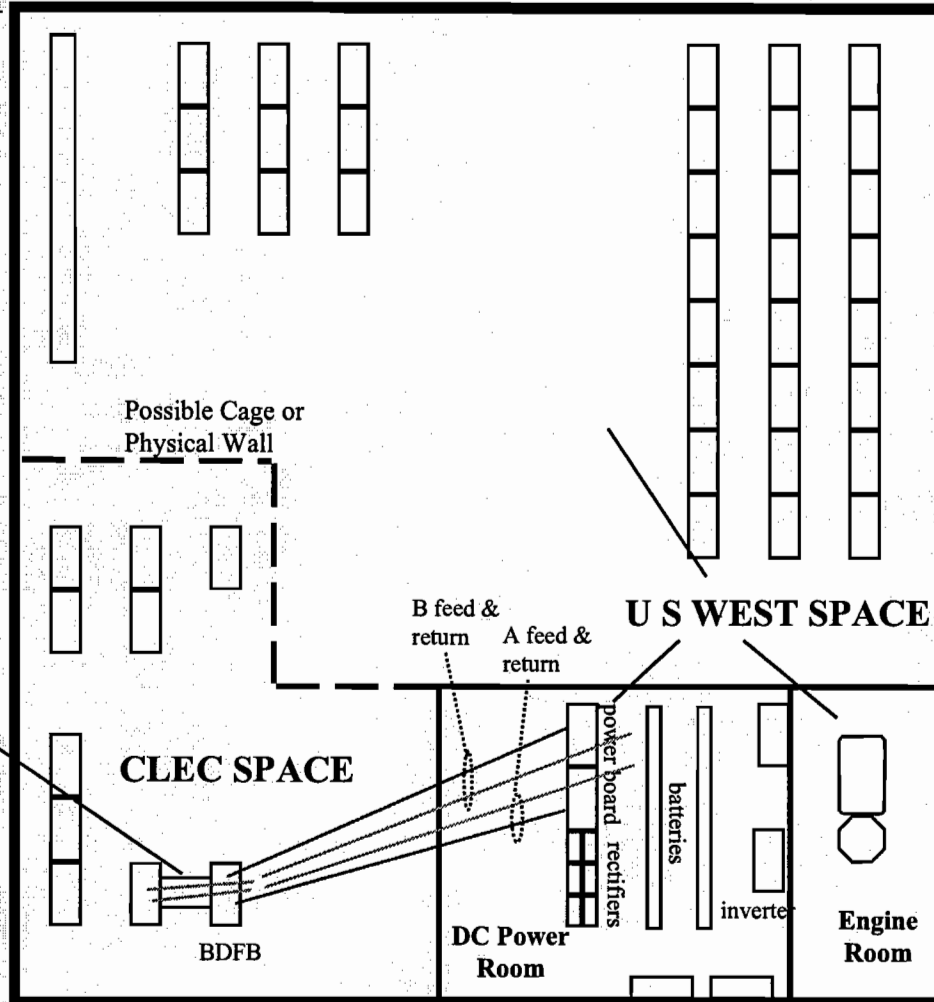 Possible Cage or
Physical Wall
B feed &
return
A feed &
return
U S WEST SPACE
CLEC SPACE
power board
rectifiers
batteries
inverter
BDFB
DC Power
Room
Engine
Room